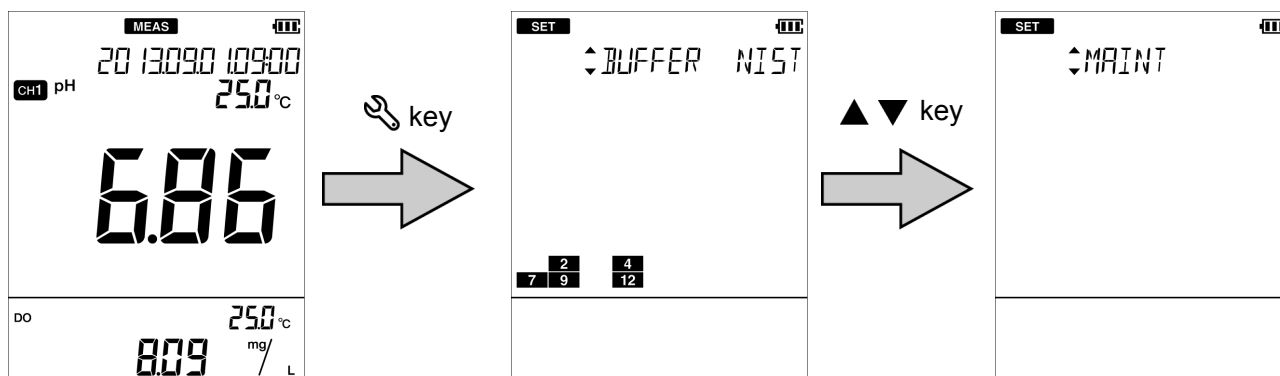 MEAS
2013.09.01.09:00
CH1 pH
25.0 °C
6.86
DO
25.0 °C
8.09 mg/L
key
SET
BUFFER NIST
2 4
7 9 12
key
SET
MAINT